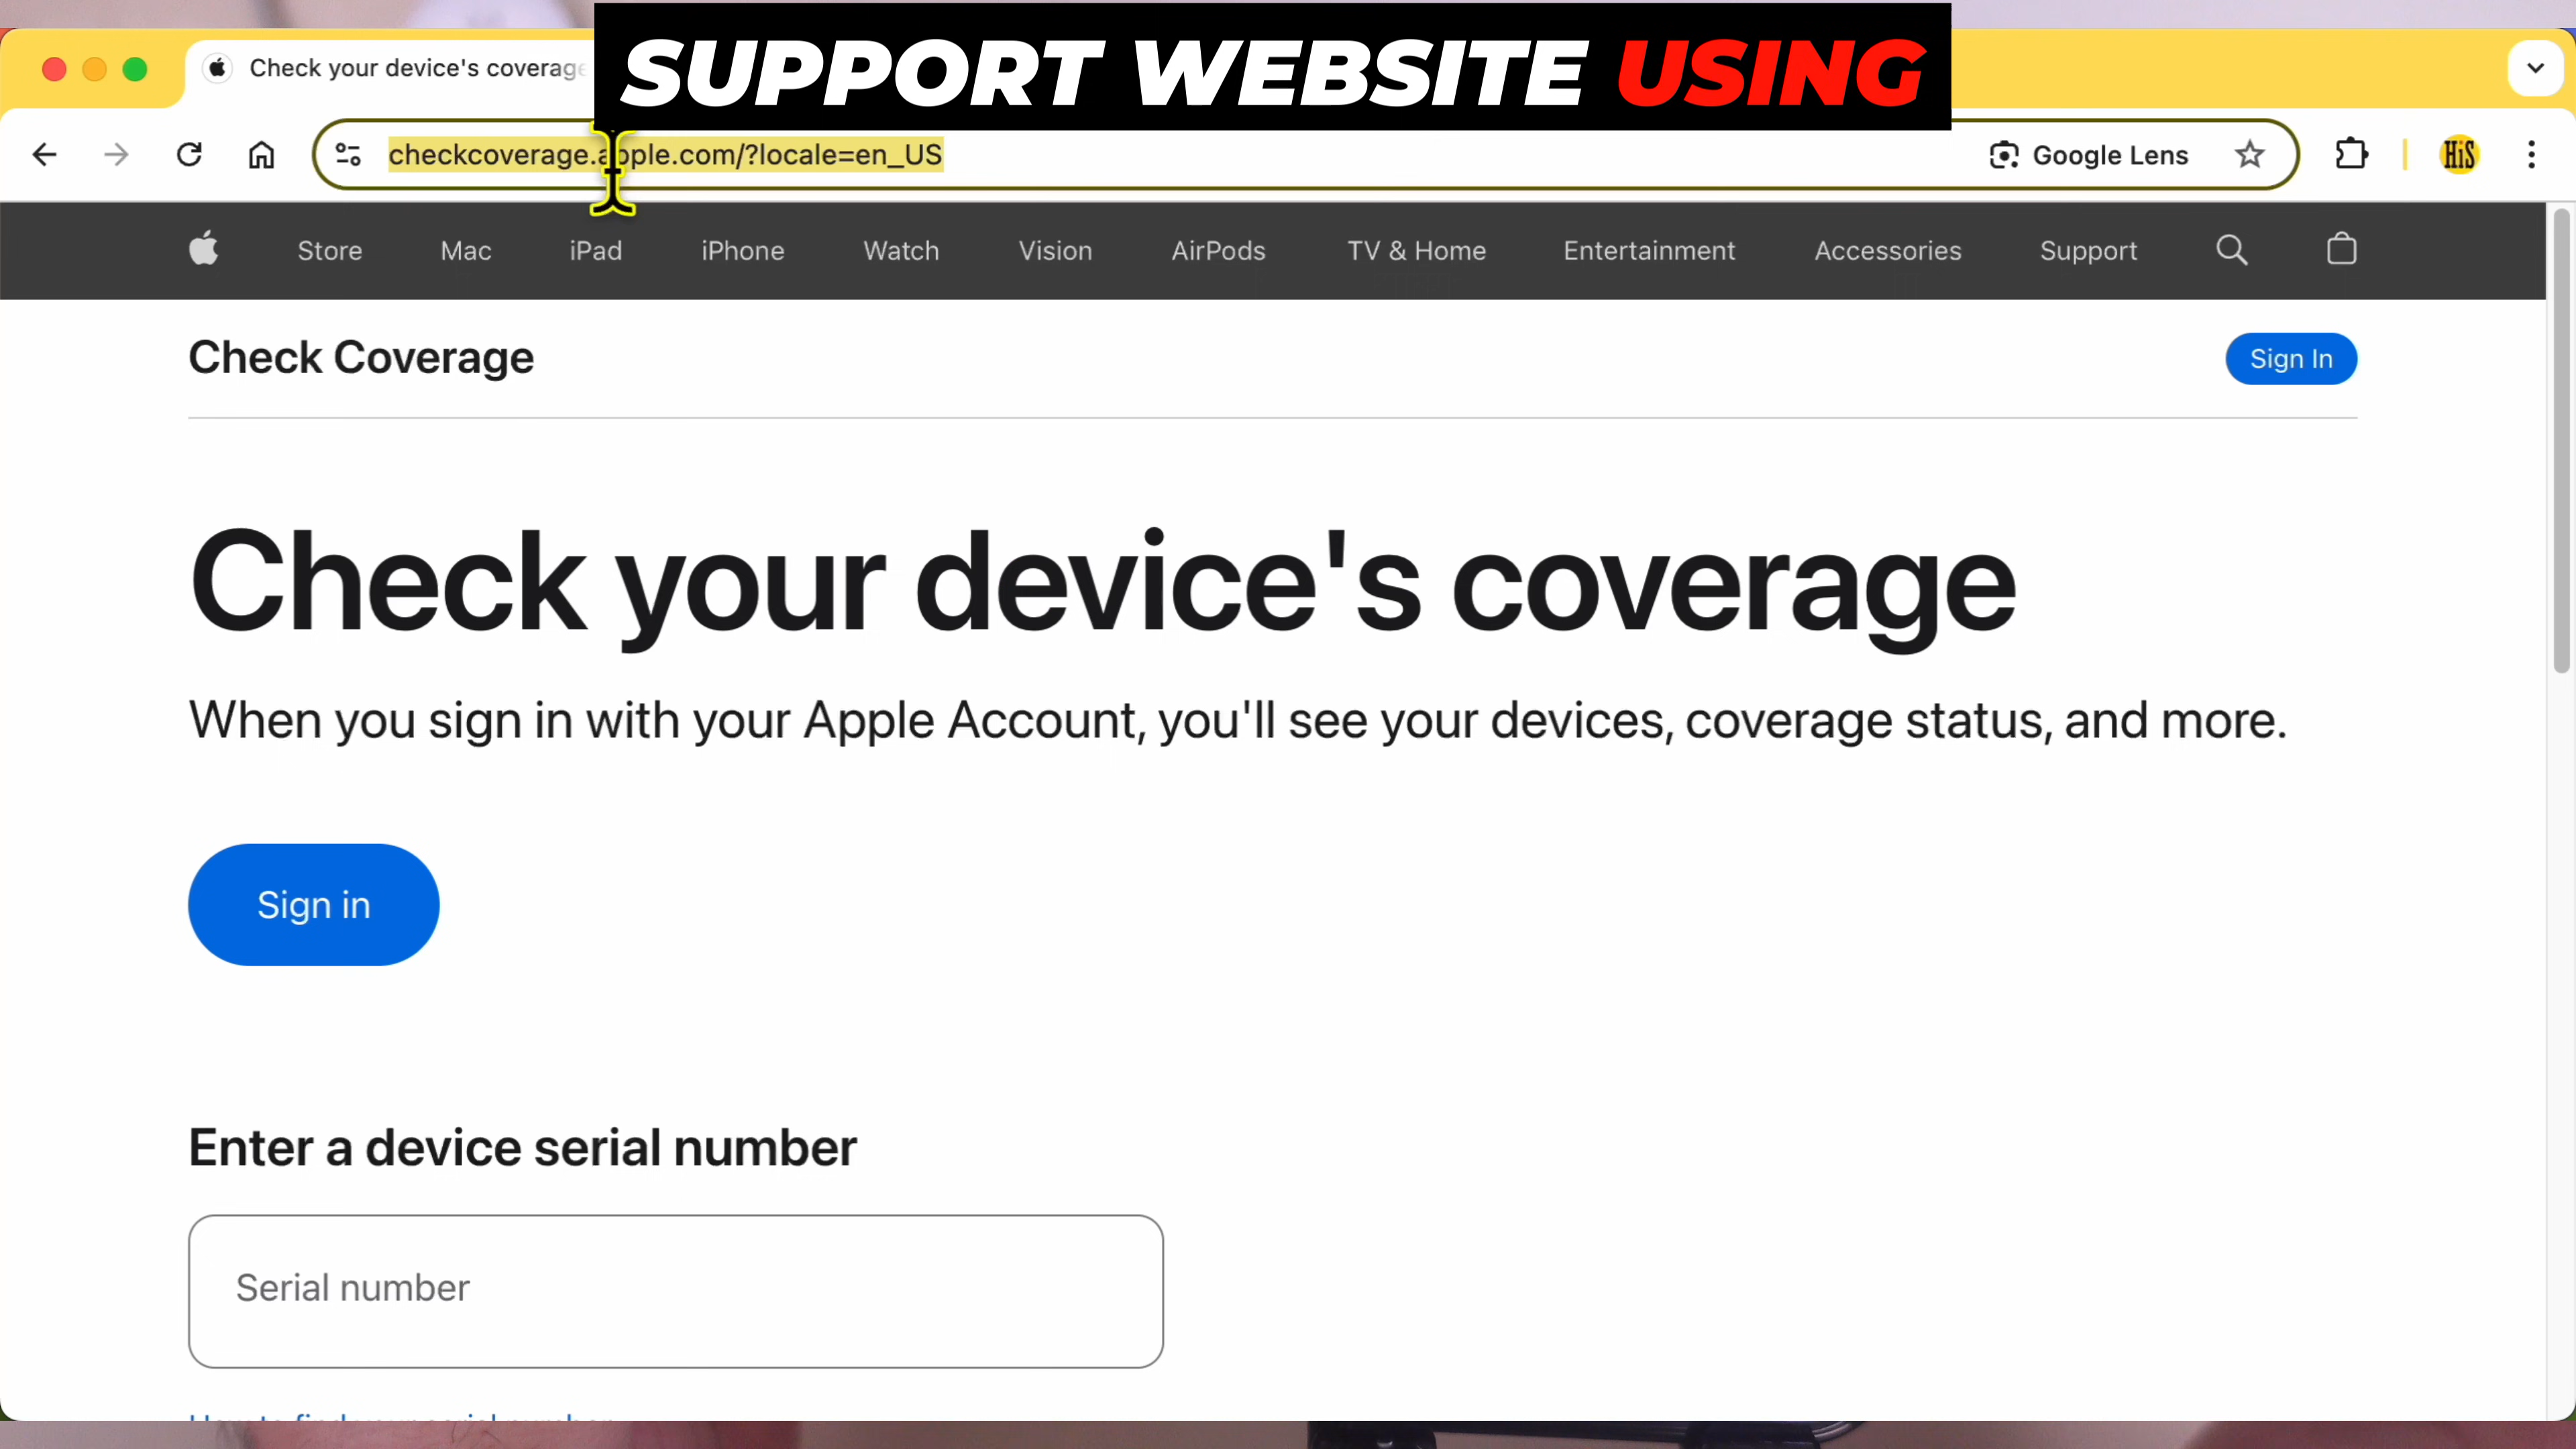 SUPPORT WEBSITE USING
Check your device's coverage
checkcoverage.apple.com/?locale=en_US
Google Lens
HiS
Store Mac iPad iPhone Watch Vision AirPods TV & Home Entertainment Accessories Support
Check Coverage
Sign In
Check your device's coverage
When you sign in with your Apple Account, you'll see your devices, coverage status, and more.
Sign in
Enter a device serial number
Serial number